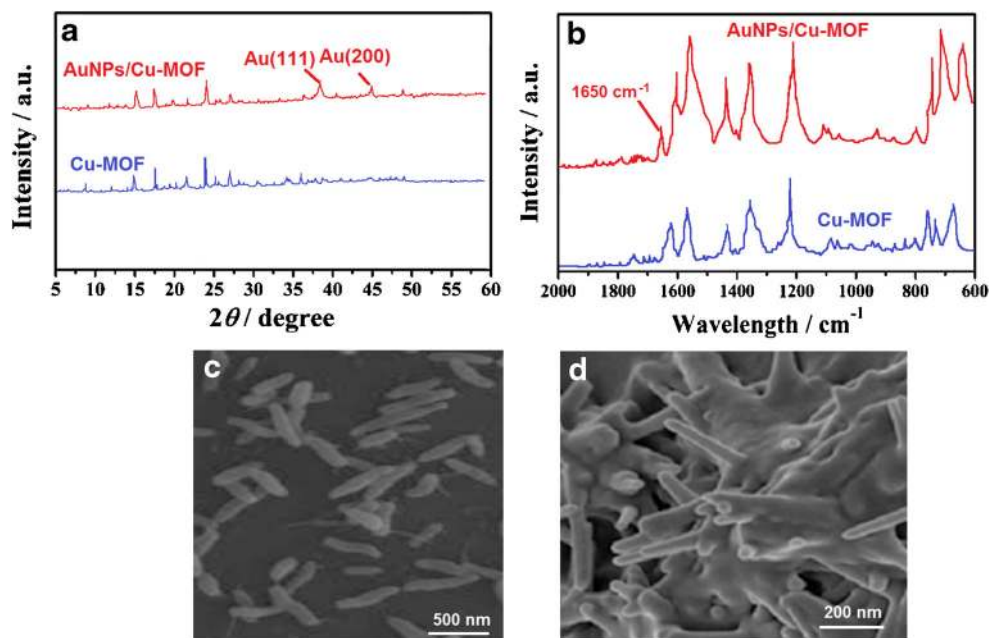 a
Au(111) Au(200)
AuNPs/Cu-MOF
Cu-MOF
Intensity / a.u.
5 10 15 20 25 30 35 40 45 50 55 60
2θ / degree
b
AuNPs/Cu-MOF
1650 cm⁻¹
Cu-MOF
Intensity / a.u.
2000 1800 1600 1400 1200 1000 800 600
Wavelength / cm⁻¹
c
500 nm
d
200 nm